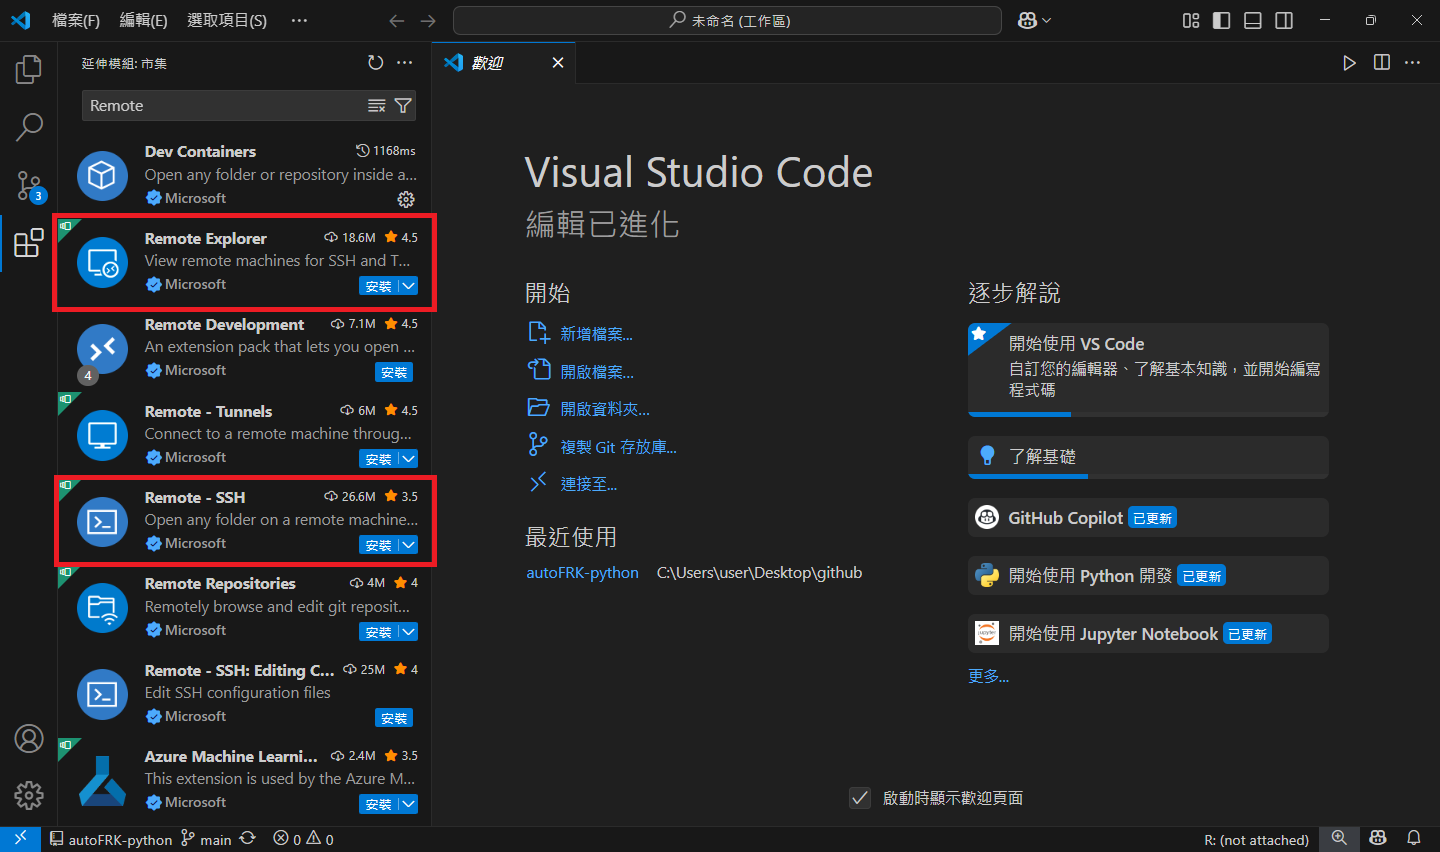 檔案(F) 編輯(E) 選取項目(S) ···
未命名 (工作區)
延伸模組: 市集
Remote
Dev Containers 1168ms
Open any folder or repository inside a...
Microsoft
Remote Explorer 18.6M 4.5
View remote machines for SSH and T...
Microsoft 安裝
Remote Development 7.1M 4.5
An extension pack that lets you open ...
4 Microsoft 安裝
Remote - Tunnels 6M 4.5
Connect to a remote machine throug...
Microsoft 安裝
Remote - SSH 26.6M 3.5
Open any folder on a remote machine...
Microsoft 安裝
Remote Repositories 4M 4
Remotely browse and edit git reposit...
Microsoft 安裝
Remote - SSH: Editing C... 25M 4
Edit SSH configuration files
Microsoft 安裝
Azure Machine Learni... 2.4M 3.5
This extension is used by the Azure M...
Microsoft 安裝
3
歡迎
Visual Studio Code
編輯已進化
開始
新增檔案...
開啟檔案...
開啟資料夾...
複製 Git 存放庫...
連接至...
最近使用
autoFRK-python C:\Users\user\Desktop\github
逐步解說
開始使用 VS Code
自訂您的編輯器、了解基本知識，並開始編寫
程式碼
了解基礎
GitHub Copilot 已更新
開始使用 Python 開發 已更新
jupyter 開始使用 Jupyter Notebook 已更新
更多...
啟動時顯示歡迎頁面
autoFRK-python main 0 0 R: (not attached)